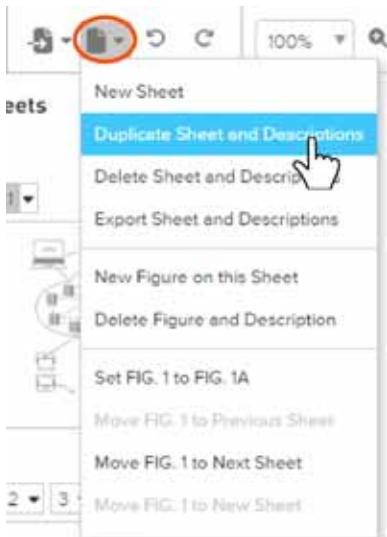 100%
eets
New Sheet
Duplicate Sheet and Descriptions
Delete Sheet and
Export Sheet and Descriptions
1
New Figure on this Sheet
Delete Figure and Description
Set FIG. 1 to FIG. 1A
Move FIG. 1 to Previous Sheet
Move FIG. 1 to Next Sheet
2 3
Move FIG. 1 to New Sheet